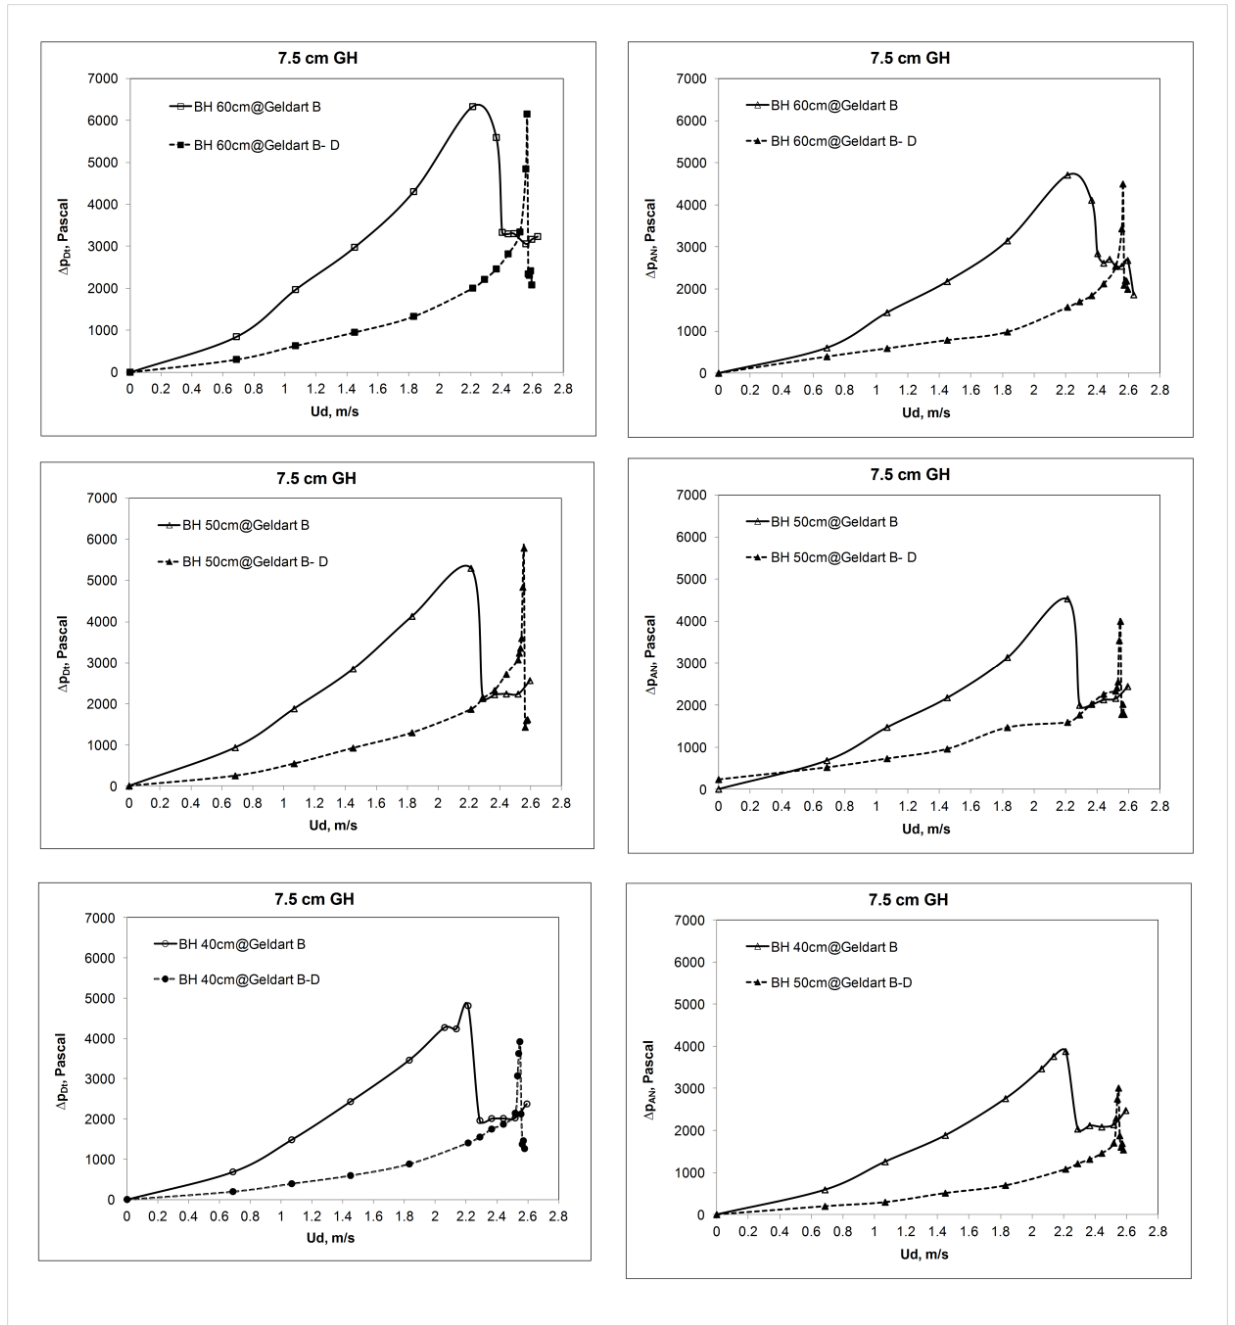 7.5 cm GH
7000
6000
5000
4000
3000
2000
1000
0
Δp_Dt, Pascal
BH 60cm@Geldart B
BH 60cm@Geldart B- D
0 0.2 0.4 0.6 0.8 1 1.2 1.4 1.6 1.8 2 2.2 2.4 2.6 2.8
Ud, m/s
7.5 cm GH
7000
6000
5000
4000
3000
2000
1000
0
Δp_AN, Pascal
BH 60cm@Geldart B
BH 60cm@Geldart B- D
0 0.2 0.4 0.6 0.8 1 1.2 1.4 1.6 1.8 2 2.2 2.4 2.6 2.8
Ud, m/s
7.5 cm GH
7000
6000
5000
4000
3000
2000
1000
0
Δp_Dt, Pascal
BH 50cm@Geldart B
BH 50cm@Geldart B- D
0 0.2 0.4 0.6 0.8 1 1.2 1.4 1.6 1.8 2 2.2 2.4 2.6 2.8
Ud, m/s
7.5 cm GH
7000
6000
5000
4000
3000
2000
1000
0
Δp_AN, Pascal
BH 50cm@Geldart B
BH 50cm@Geldart B- D
0 0.2 0.4 0.6 0.8 1 1.2 1.4 1.6 1.8 2 2.2 2.4 2.6 2.8
Ud, m/s
7.5 cm GH
7000
6000
5000
4000
3000
2000
1000
0
Δp_Dt, Pascal
BH 40cm@Geldart B
BH 40cm@Geldart B-D
0 0.2 0.4 0.6 0.8 1 1.2 1.4 1.6 1.8 2 2.2 2.4 2.6 2.8
Ud, m/s
7.5 cm GH
7000
6000
5000
4000
3000
2000
1000
0
Δp_AN, Pascal
BH 40cm@Geldart B
BH 50cm@Geldart B-D
0 0.2 0.4 0.6 0.8 1 1.2 1.4 1.6 1.8 2 2.2 2.4 2.6 2.8
Ud, m/s